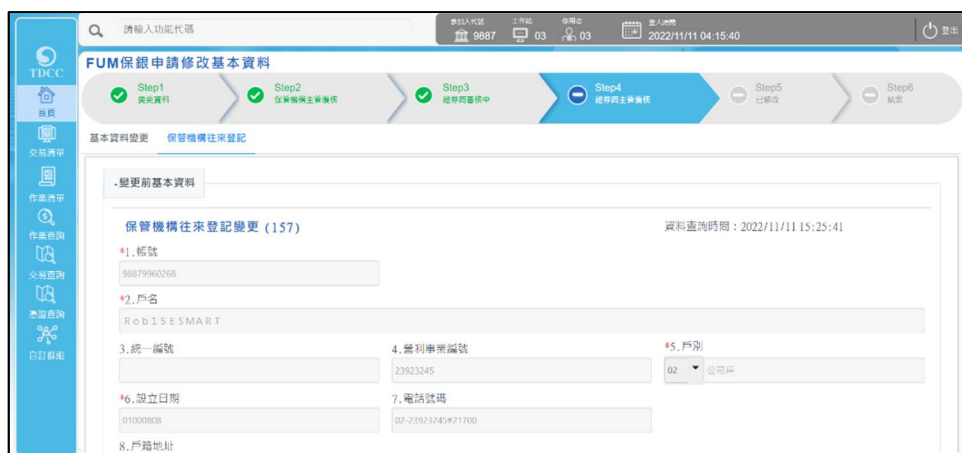 請輸入功能代碼
參加人代號 工作站 使用者 登入時間
9887 03 03 2022/11/11 04:15:40 登出
TDCC
首頁
交易清單
作業清單
作業查詢
交易查詢
憑證查詢
自訂群組
FUM保銀申請修改基本資料
Step1 Step2 Step3 Step4 Step5 Step6
變更資料 保管機構主管覆核 證券商審核中 證券商主管覆核 已修改 結案
基本資料變更 保管機構往來登記
-變更前基本資料
保管機構往來登記變更 (157) 資料查詢時間：2022/11/11 15:25:41
*1.帳號
98879960268
*2.戶名
Rob15ESMART
3.統一編號 4.營利事業編號 *5.戶別
23923245 02 公司戶
*6.設立日期 7.電話號碼
01000808 02-23923245#21700
8.戶籍地址